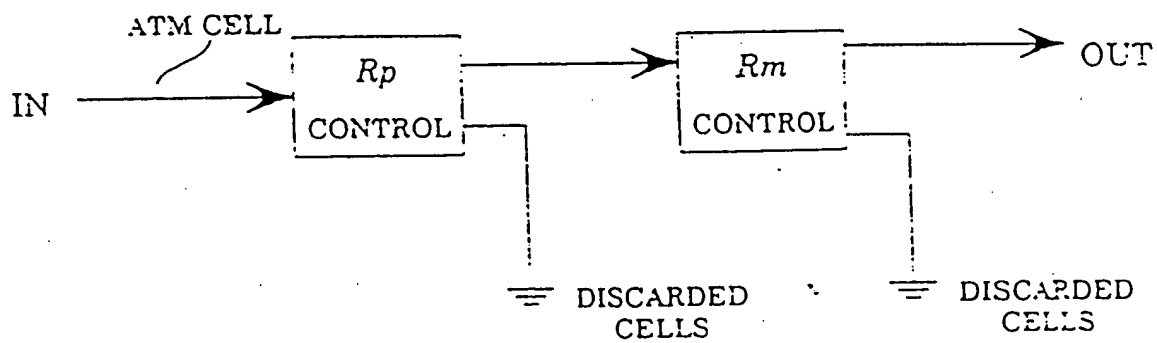 ATM CELL
IN
Rp
CONTROL
Rm
CONTROL
OUT
DISCARDED
CELLS
DISCARDED
CELLS